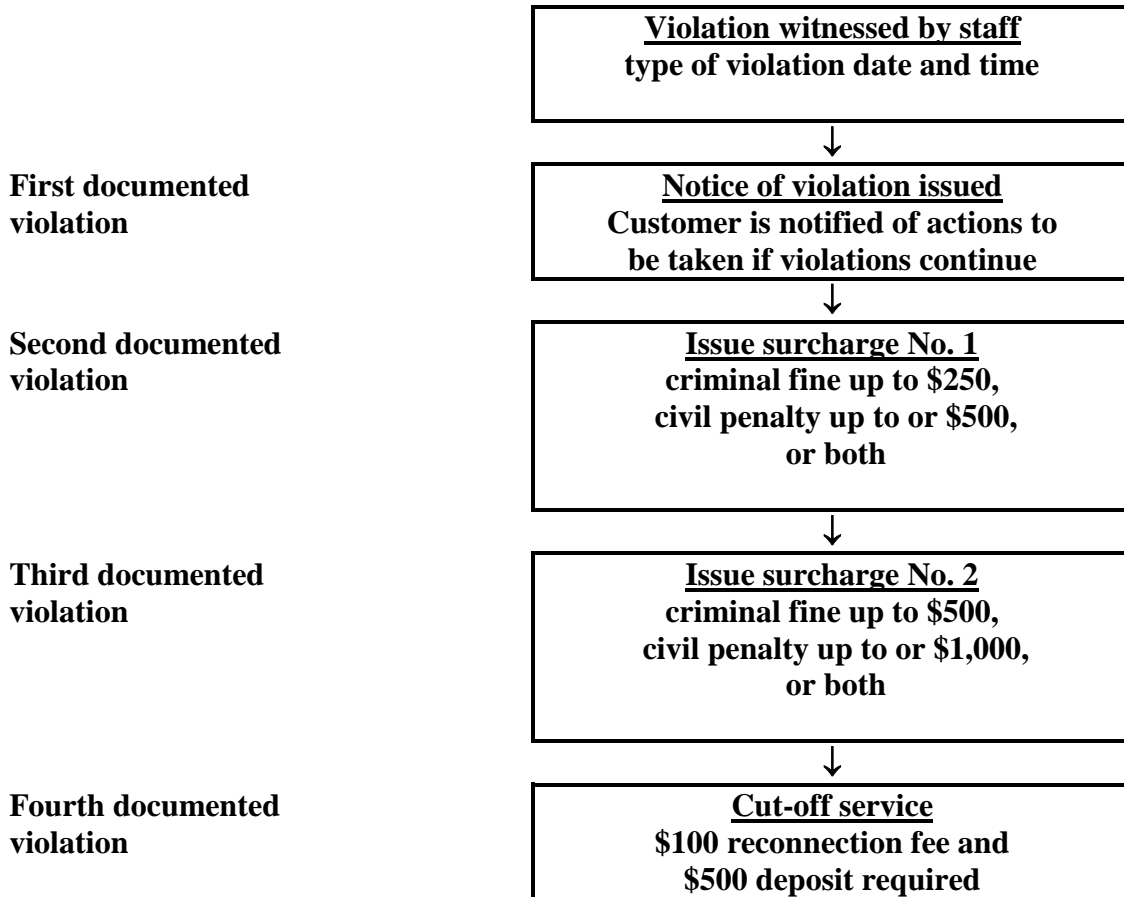 Violation witnessed by staff
type of violation date and time
↓
First documented
violation
Notice of violation issued
Customer is notified of actions to
be taken if violations continue
↓
Second documented
violation
Issue surcharge No. 1
criminal fine up to $250,
civil penalty up to or $500,
or both
↓
Third documented
violation
Issue surcharge No. 2
criminal fine up to $500,
civil penalty up to or $1,000,
or both
↓
Fourth documented
violation
Cut-off service
$100 reconnection fee and
$500 deposit required